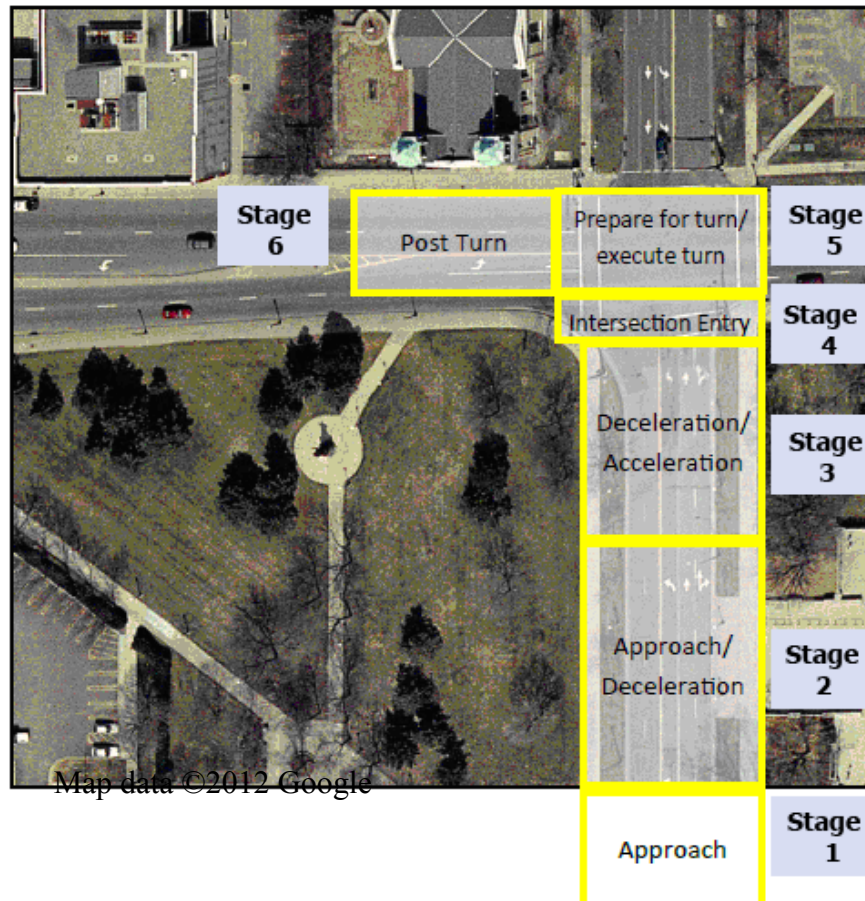 Stage
6
Post Turn
Prepare for turn/
execute turn
Stage
5
Intersection Entry
Stage
4
Deceleration/
Acceleration
Stage
3
Approach/
Deceleration
Stage
2
Map data ©2012 Google
Approach
Stage
1